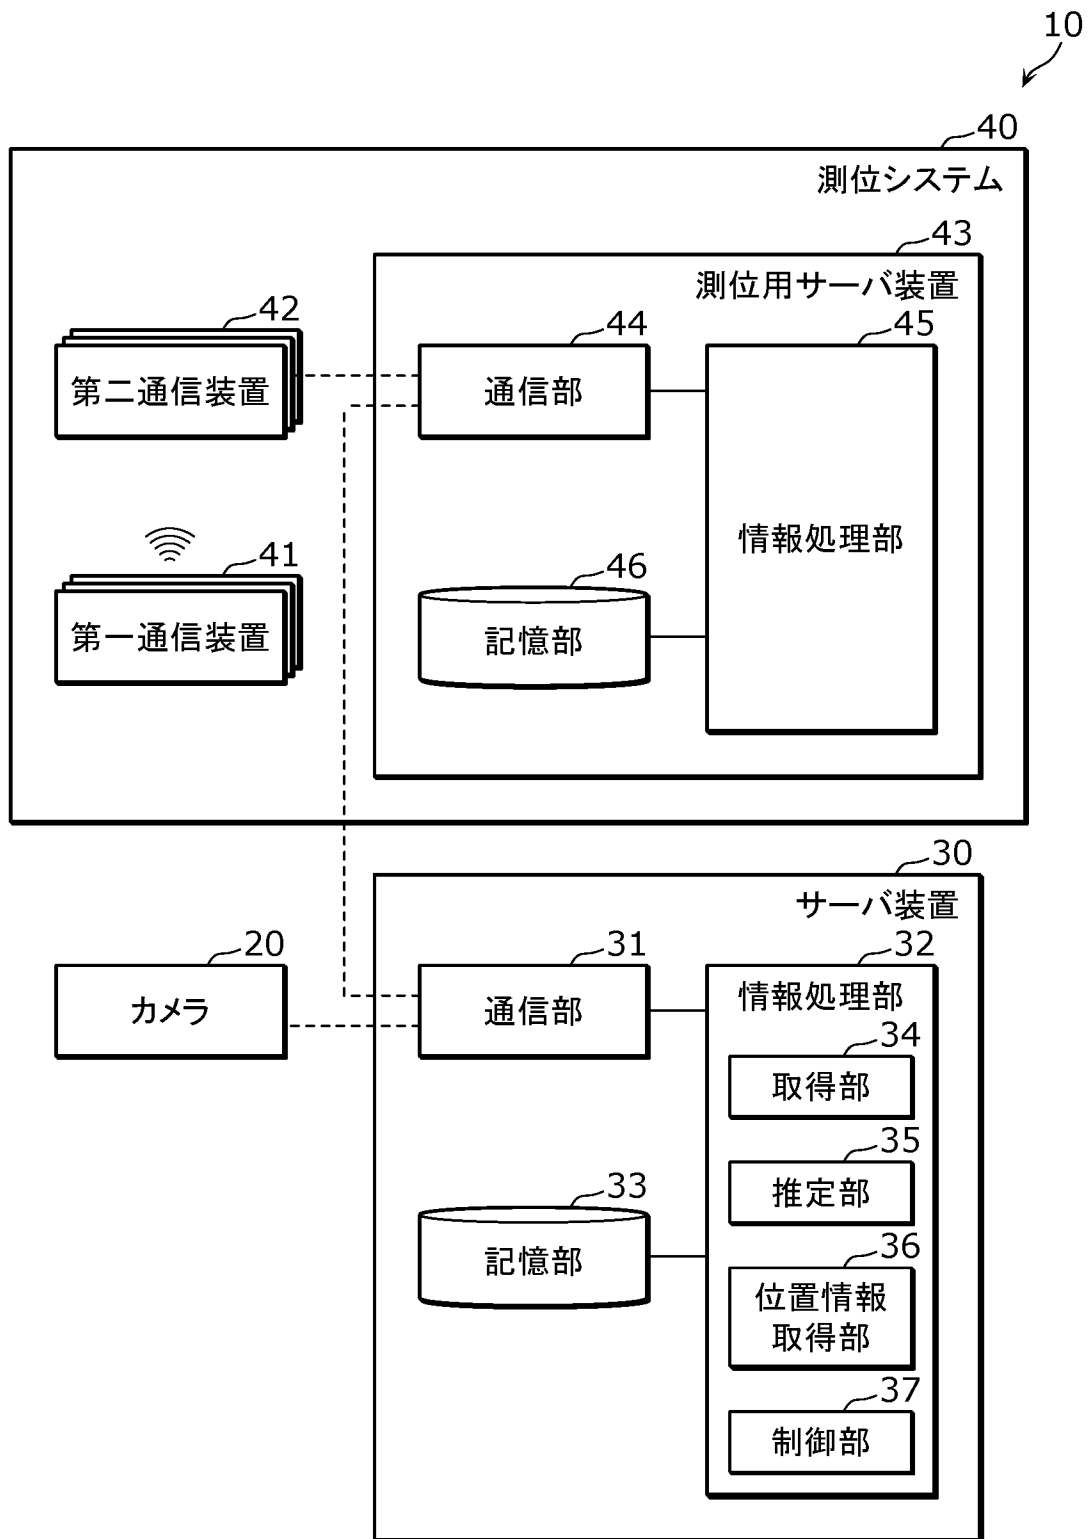 10
40
測位システム
43
測位用サーバ装置
42
第二通信装置
44
通信部
45
情報処理部
41
第一通信装置
46
記憶部
30
サーバ装置
20
カメラ
31
通信部
32
情報処理部
34
取得部
35
推定部
33
記憶部
36
位置情報
取得部
37
制御部